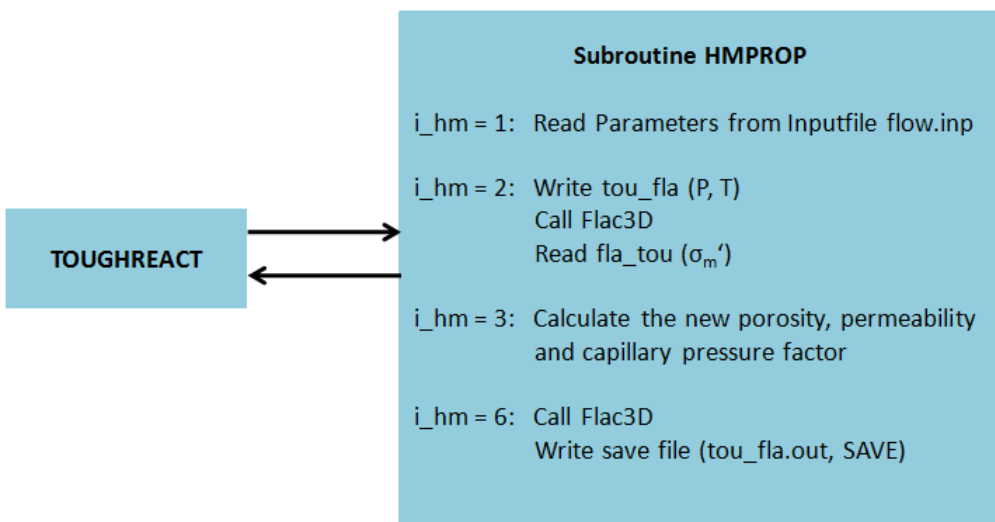 Subroutine HMPROP
i_hm = 1: Read Parameters from Inputfile flow.inp
i_hm = 2: Write tou_fla (P, T)
Call Flac3D
Read fla_tou (σm‘)
TOUGHREACT
i_hm = 3: Calculate the new porosity, permeability
and capillary pressure factor
i_hm = 6: Call Flac3D
Write save file (tou_fla.out, SAVE)